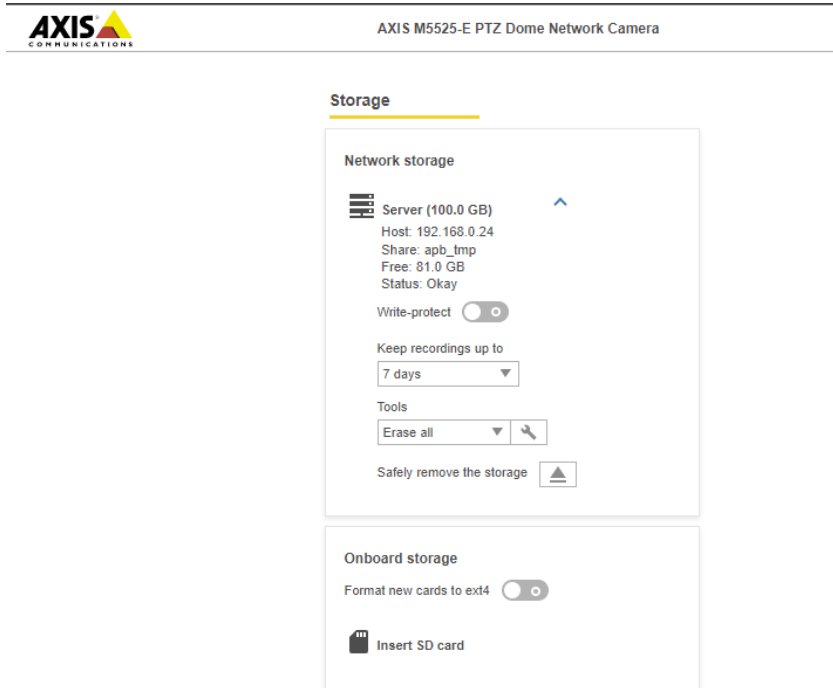 AXIS
COMMUNICATIONS
AXIS M5525-E PTZ Dome Network Camera
Storage
Network storage
Server (100.0 GB)
Host: 192.168.0.24
Share: apb_tmp
Free: 81.0 GB
Status: Okay
Write-protect
Keep recordings up to
7 days
Tools
Erase all
Safely remove the storage
Onboard storage
Format new cards to ext4
Insert SD card